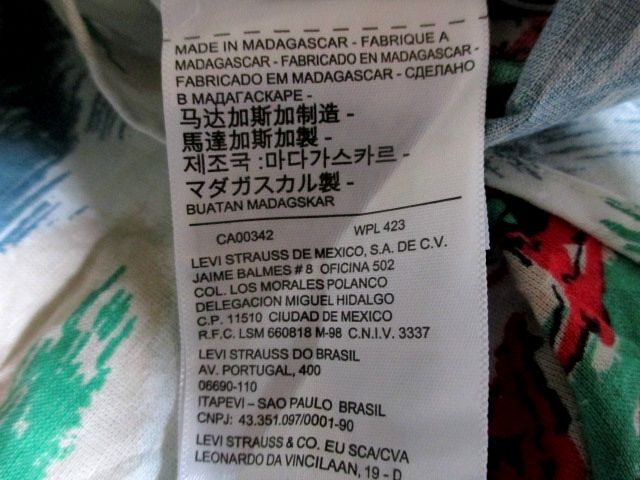 MADE IN MADAGASCAR - FABRIQUE A
MADAGASCAR - FABRICADO EN MADAGASCAR -
FABRICADO EM MADAGASCAR - СДЕЛАНО
В МАДАГАСКАРЕ -
马达加斯加制造 -
馬達加斯加製 -
제조국 :마다가스카르 -
マダガスカル製 -
BUATAN MADAGSKAR
CA00342 WPL 423
LEVI STRAUSS DE MEXICO, S.A. DE C.V.
JAIME BALMES # 8 OFICINA 502
COL. LOS MORALES POLANCO
DELEGACION MIGUEL HIDALGO
C.P. 11510 CIUDAD DE MEXICO
R.F.C. LSM 660818 M-98 C.N.I.V. 3337
LEVI STRAUSS DO BRASIL
AV. PORTUGAL, 400
06690-110
ITAPEVI – SAO PAULO BRASIL
CNPJ: 43.351.097/0001-90
LEVI STRAUSS & CO. EU SCA/CVA
LEONARDO DA VINCILAAN, 19 - D